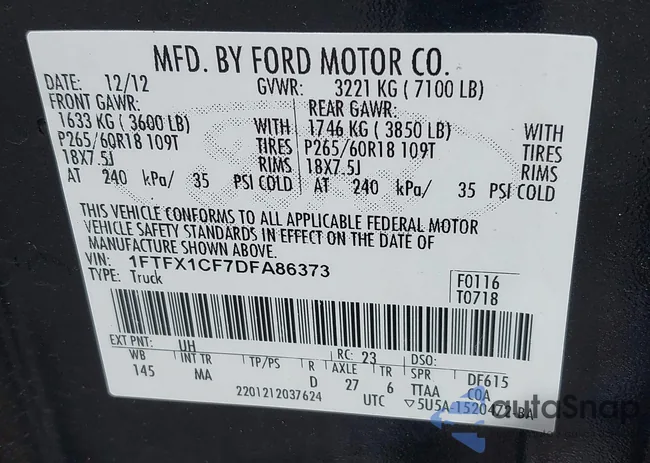 MFD. BY FORD MOTOR CO.
DATE: 12/12 GVWR: 3221 KG ( 7100 LB)
FRONT GAWR: REAR GAWR:
1633 KG ( 3600 LB) WITH 1746 KG ( 3850 LB) WITH
P265/60R18 109T TIRES P265/60R18 109T TIRES
18X7.5J RIMS 18X7.5J RIMS
AT 240 kPa/ 35 PSI COLD AT 240 kPa/ 35 PSI COLD
THIS VEHICLE CONFORMS TO ALL APPLICABLE FEDERAL MOTOR
VEHICLE SAFETY STANDARDS IN EFFECT ON THE DATE OF
MANUFACTURE SHOWN ABOVE.
VIN: 1FTFX1CF7DFA86373
TYPE: Truck
F0116
T0718
EXT PNT: UH RC: 23 DSO:
WB INT TR TP/PS R AXLE TR SPR DF615
145 MA D 27 6 TTAA COA
2201212037624 UTC ▽5U5A-1520472-BA
autoSnap